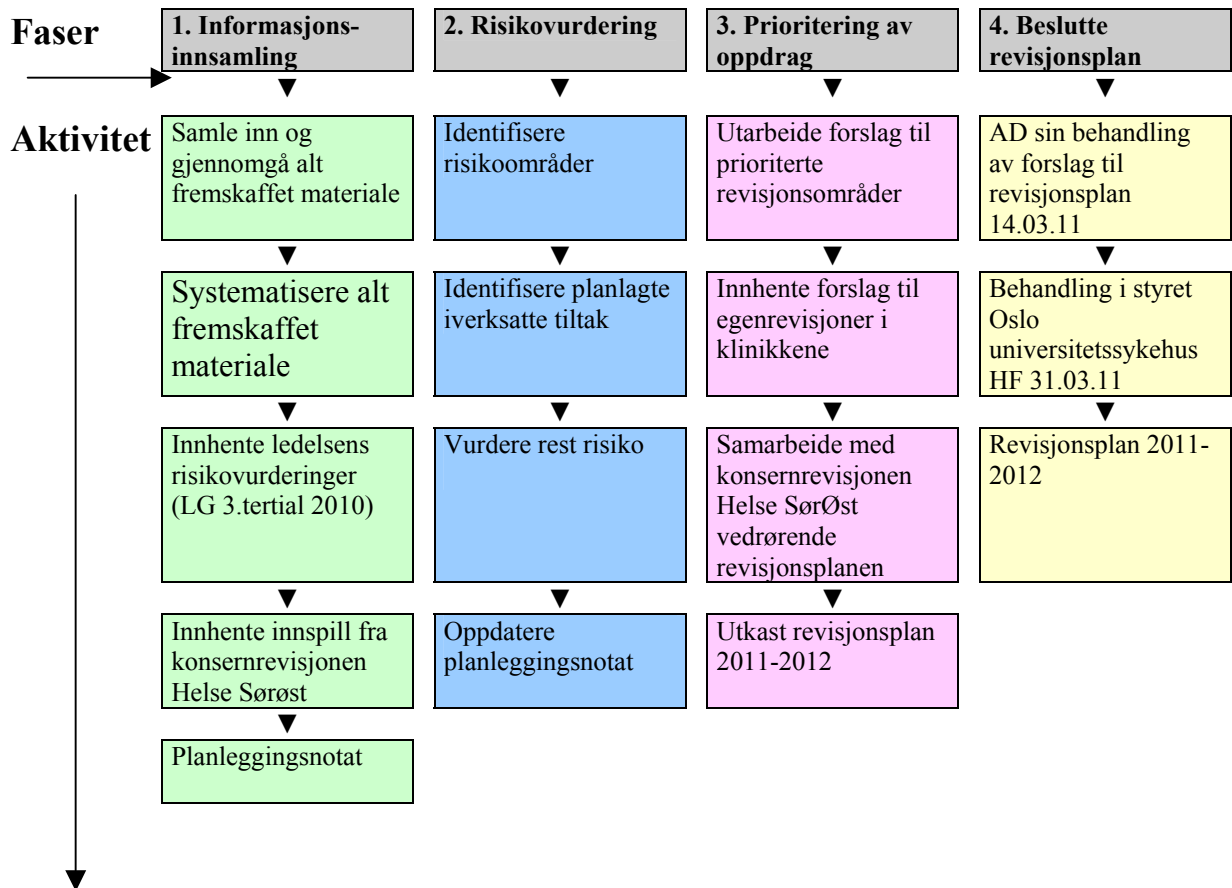 Faser
1. Informasjons-
innsamling
2. Risikovurdering
3. Prioritering av
oppdrag
4. Beslutte
revisjonsplan
Aktivitet
Samle inn og
gjennomgå alt
fremskaffet materiale
Systematisere alt
fremskaffet
materiale
Innhente ledelsens
risikovurderinger
(LG 3.tertial 2010)
Innhente innspill fra
konsernrevisjonen
Helse Sørøst
Planleggingsnotat
Identifisere
risikoområder
Identifisere planlagte
iverksatte tiltak
Vurdere rest risiko
Oppdatere
planleggingsnotat
Utarbeide forslag til
prioriterte
revisjonsområder
Innhente forslag til
egenrevisjoner i
klinikkene
Samarbeide med
konsernrevisjonen
Helse SørØst
vedrørende
revisjonsplanen
Utkast revisjonsplan
2011-2012
AD sin behandling
av forslag til
revisjonsplan
14.03.11
Behandling i styret
Oslo
universitetssykehus
HF 31.03.11
Revisjonsplan 2011-
2012